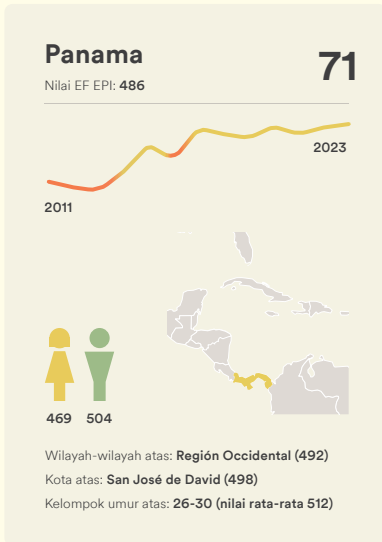 Panama
71
Nilai EF EPI: 486
2023
2011
469 504
Wilayah-wilayah atas: Región Occidental (492)
Kota atas: San José de David (498)
Kelompok umur atas: 26-30 (nilai rata-rata 512)